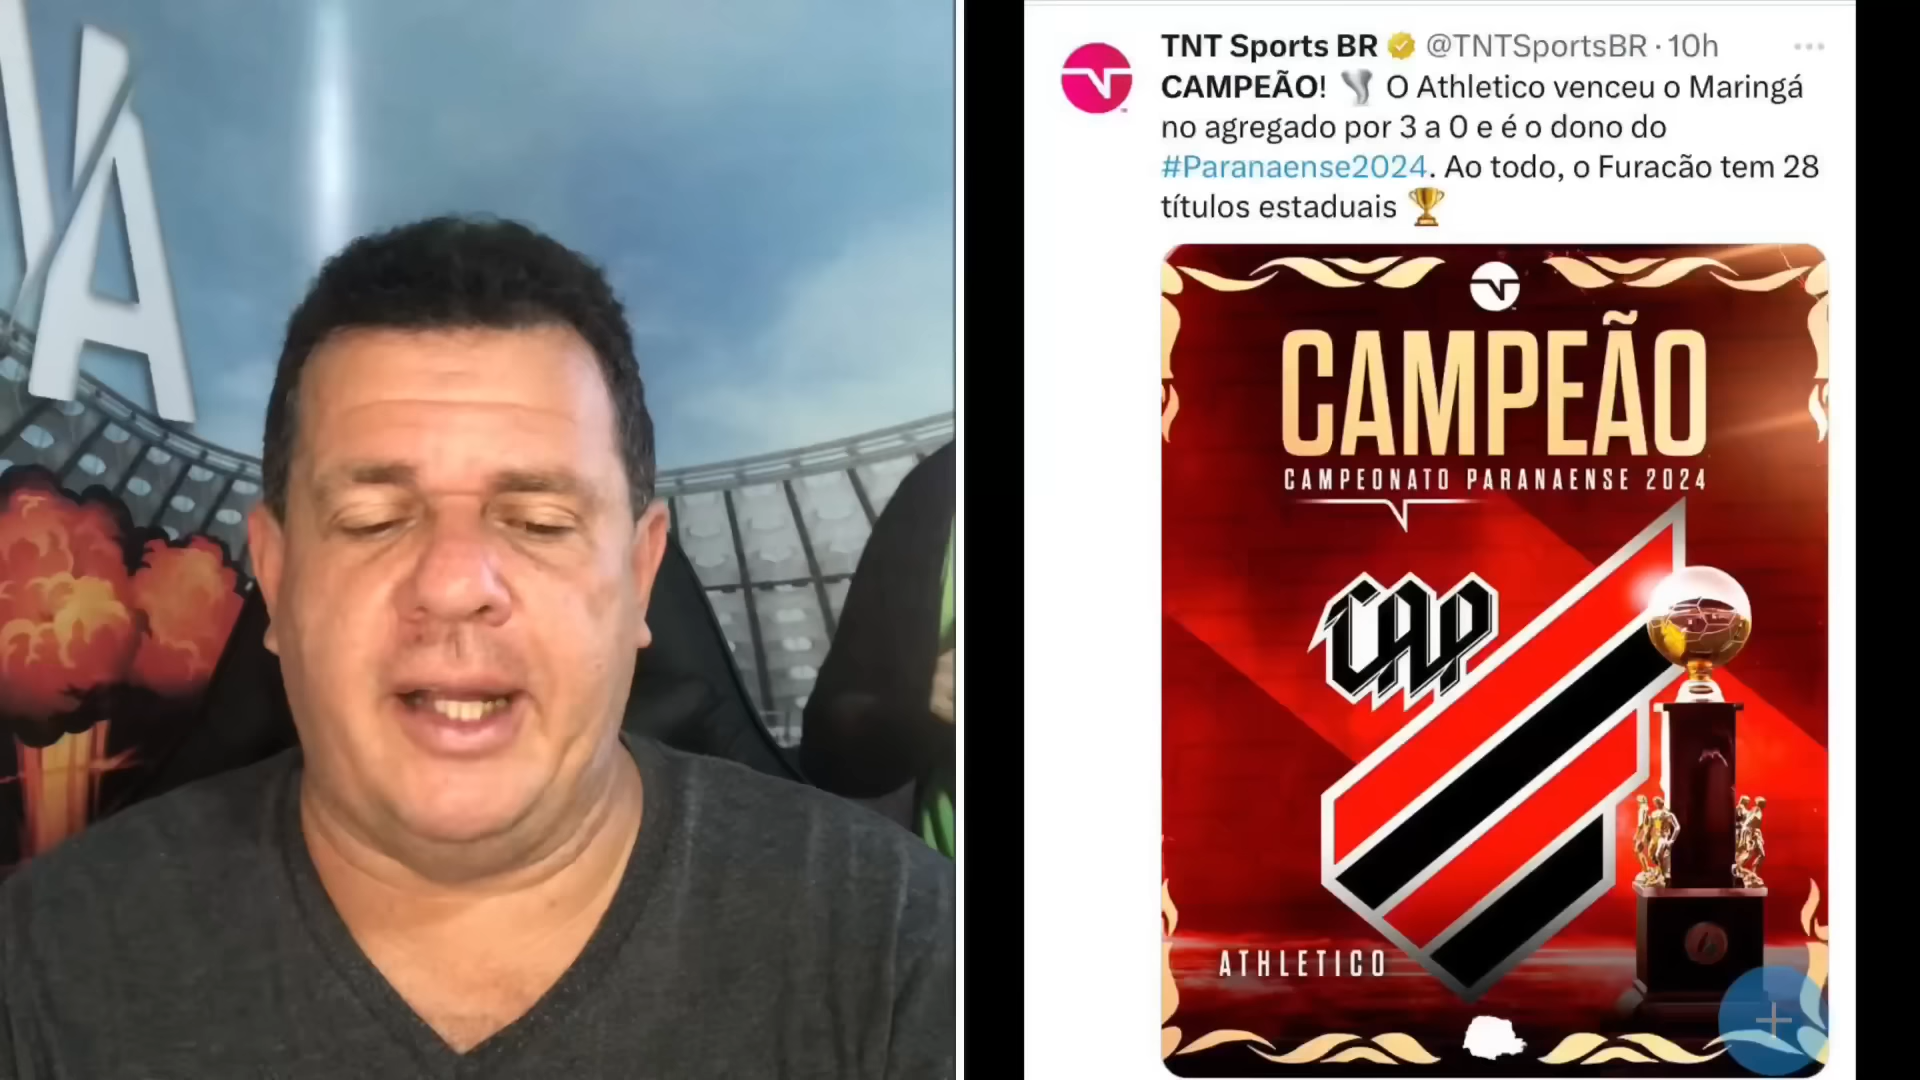 VA
TNT Sports BR @TNTSportsBR · 10h
CAMPEÃO! O Athletico venceu o Maringá
no agregado por 3 a 0 e é o dono do
#Paranaense2024. Ao todo, o Furacão tem 28
títulos estaduais
CAMPEÃO
CAMPEONATO PARANAENSE 2024
CAP
ATHLETICO